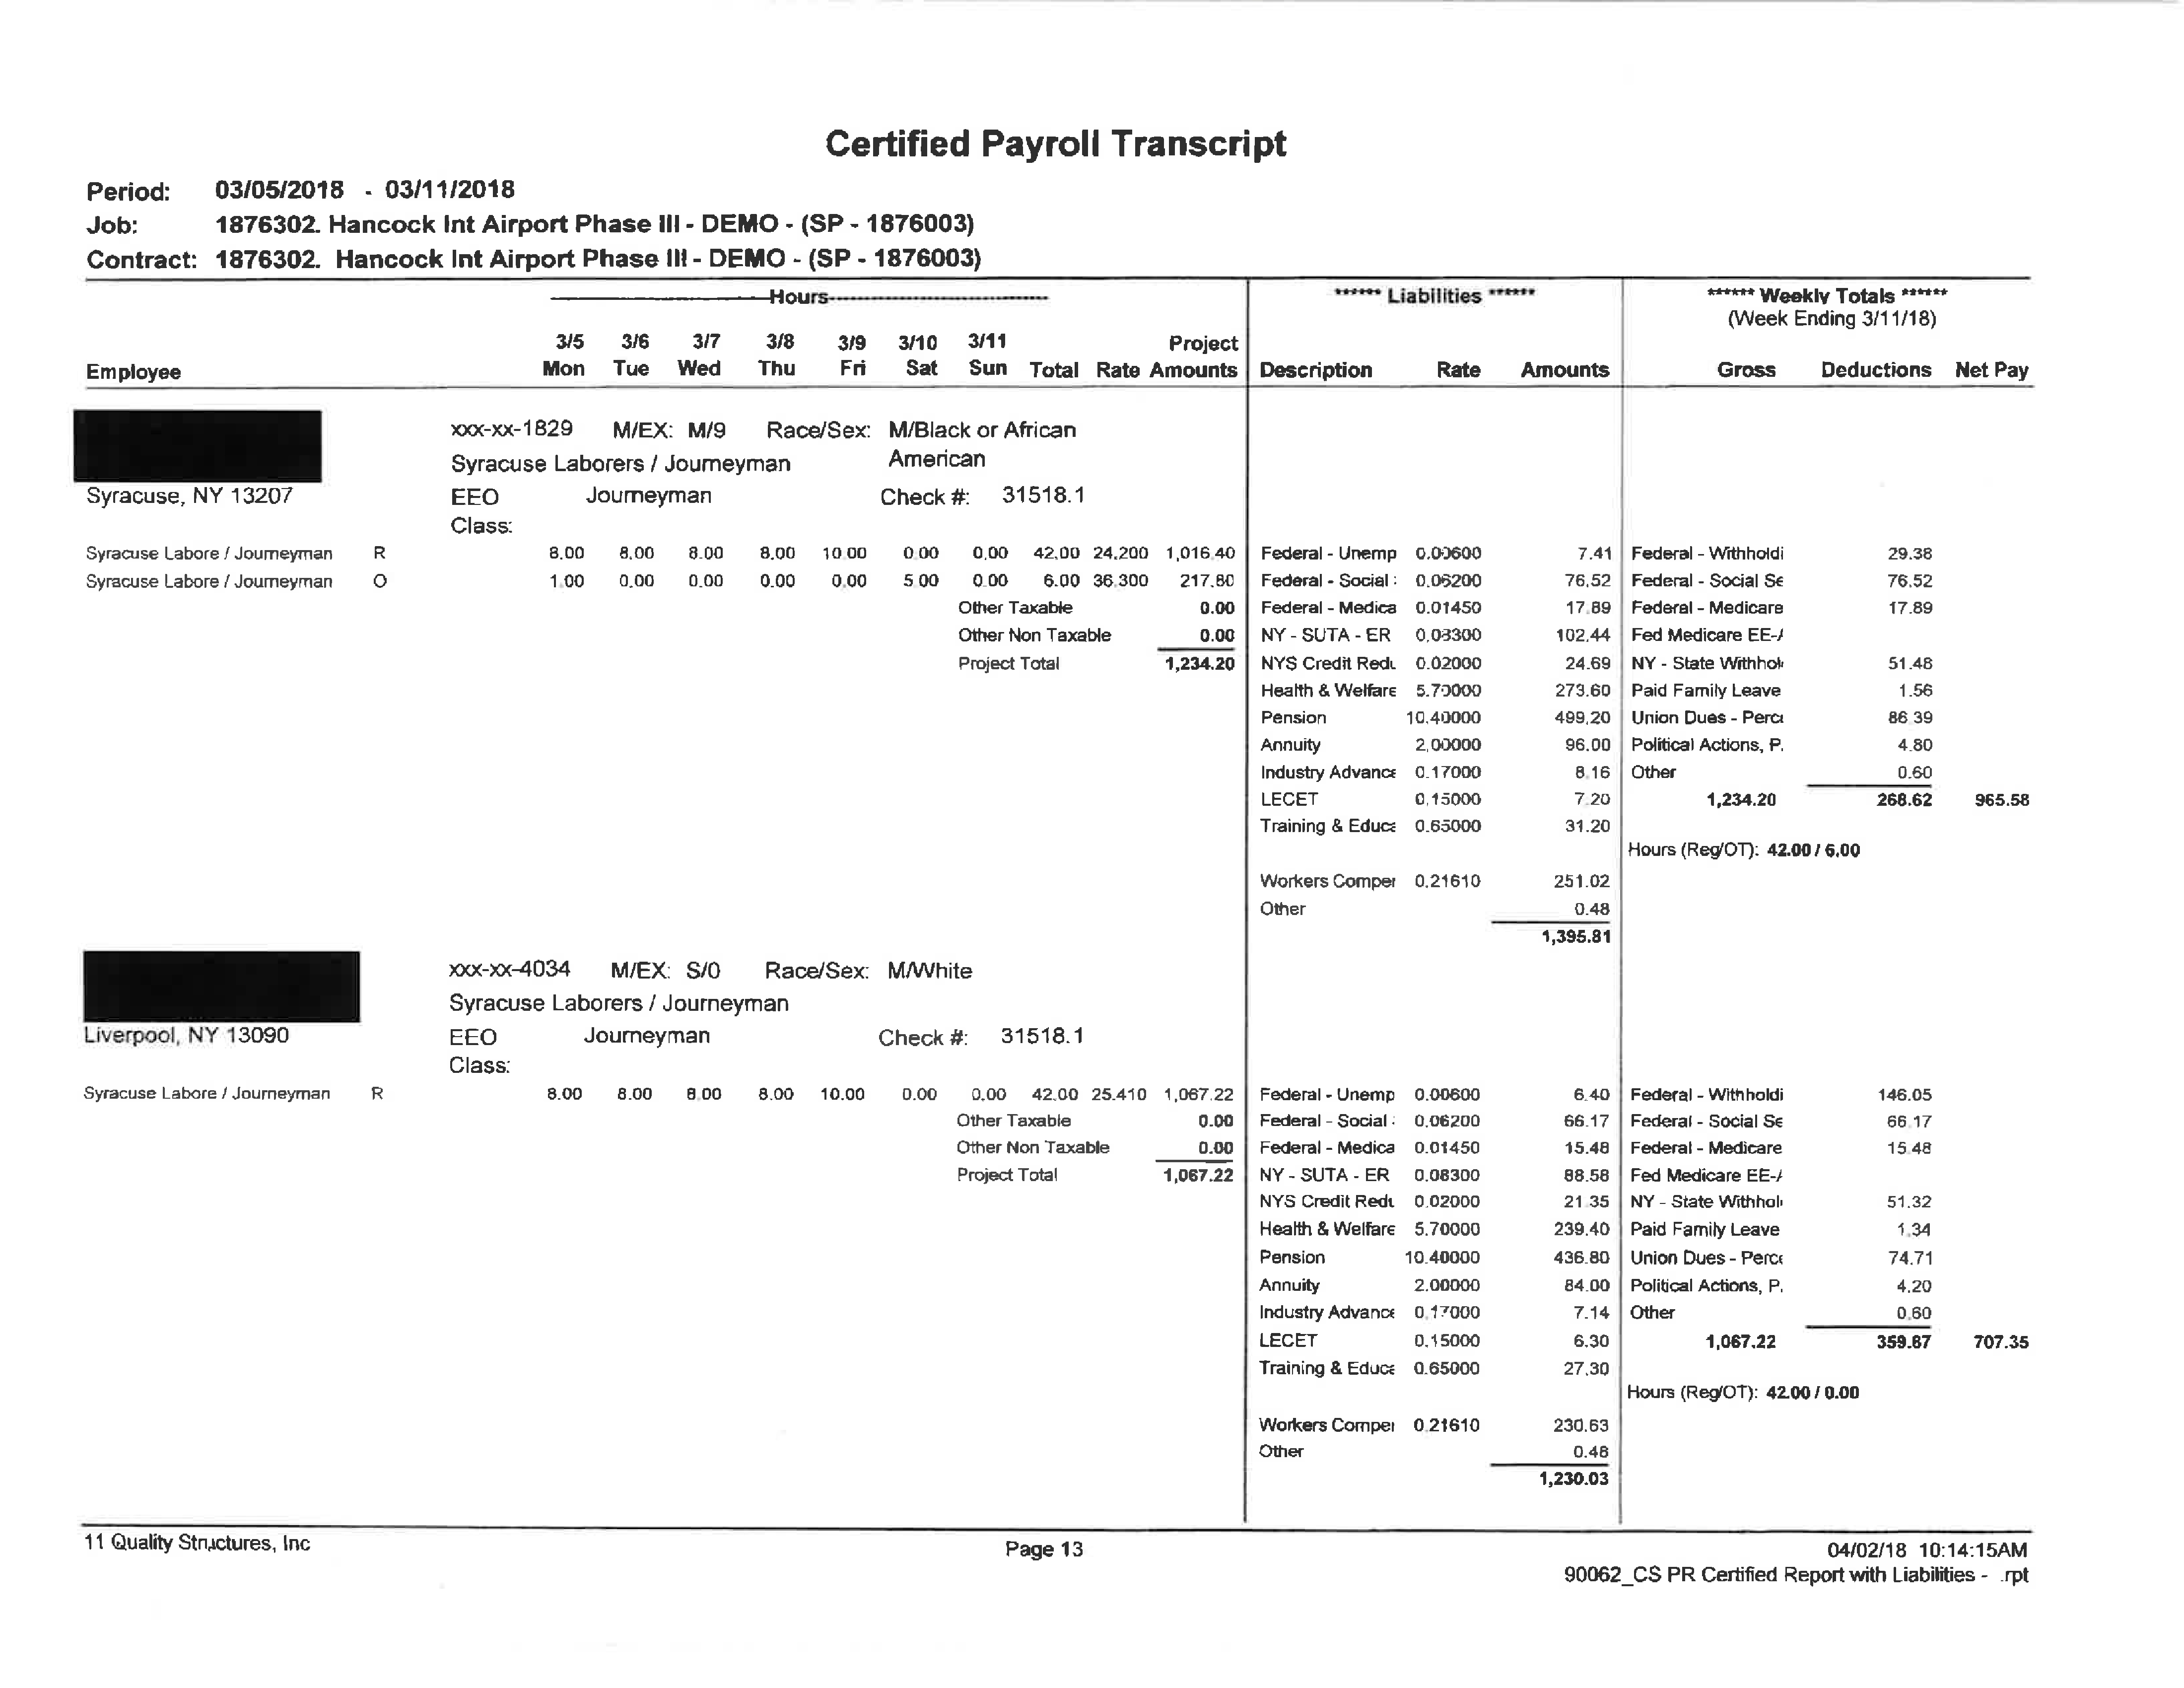 Certified Payroll Transcript
Period: 03/05/2018 - 03/11/2018
Job: 1876302. Hancock Int Airport Phase III - DEMO - (SP - 1876003)
Contract: 1876302. Hancock Int Airport Phase III - DEMO - (SP - 1876003)
Hours ****** Liabilities ****** ****** Weekly Totals ******
(Week Ending 3/11/18)
3/5 3/6 3/7 3/8 3/9 3/10 3/11 Project
Employee Mon Tue Wed Thu Fri Sat Sun Total Rate Amounts Description Rate Amounts Gross Deductions Net Pay
xxx-xx-1829 M/EX: M/9 Race/Sex: M/Black or African
Syracuse Laborers / Journeyman American
Syracuse, NY 13207 EEO Journeyman Check #: 31518.1
Class:
Syracuse Labore / Journeyman R 8.00 8.00 8.00 8.00 10.00 0.00 0.00 42.00 24.200 1,016.40 Federal - Unemp 0.00600 7.41 Federal - Withholdi 29.38
Syracuse Labore / Journeyman O 1.00 0.00 0.00 0.00 0.00 5.00 0.00 6.00 36.300 217.80 Federal - Social : 0.06200 76.52 Federal - Social Se 76.52
Other Taxable 0.00 Federal - Medica 0.01450 17.89 Federal - Medicare 17.89
Other Non Taxable 0.00 NY - SUTA - ER 0.08300 102.44 Fed Medicare EE-/
Project Total 1,234.20 NYS Credit Redu 0.02000 24.69 NY - State Withhol 51.48
Health & Welfare 5.70000 273.60 Paid Family Leave 1.56
Pension 10.40000 499.20 Union Dues - Perce 86.39
Annuity 2.00000 96.00 Political Actions, P. 4.80
Industry Advance 0.17000 8.16 Other 0.60
LECET 0.15000 7.20 1,234.20 268.62 965.58
Training & Educa 0.65000 31.20
Hours (Reg/OT): 42.00 / 6.00
Workers Comper 0.21610 251.02
Other 0.48
1,395.81
xxx-xx-4034 M/EX: S/0 Race/Sex: M/White
Syracuse Laborers / Journeyman
Liverpool, NY 13090 EEO Journeyman Check #: 31518.1
Class:
Syracuse Labore / Journeyman R 8.00 8.00 8.00 8.00 10.00 0.00 0.00 42.00 25.410 1,067.22 Federal - Unemp 0.00600 6.40 Federal - Withholdi 146.05
Other Taxable 0.00 Federal - Social : 0.06200 66.17 Federal - Social Se 66.17
Other Non Taxable 0.00 Federal - Medica 0.01450 15.48 Federal - Medicare 15.48
Project Total 1,067.22 NY - SUTA - ER 0.08300 88.58 Fed Medicare EE-/
NYS Credit Redu 0.02000 21.35 NY - State Withhol 51.32
Health & Welfare 5.70000 239.40 Paid Family Leave 1.34
Pension 10.40000 436.80 Union Dues - Perce 74.71
Annuity 2.00000 84.00 Political Actions, P. 4.20
Industry Advance 0.17000 7.14 Other 0.60
LECET 0.15000 6.30 1,067.22 359.87 707.35
Training & Educa 0.65000 27.30
Hours (Reg/OT): 42.00 / 0.00
Workers Comper 0.21610 230.63
Other 0.48
1,230.03
11 Quality Structures, Inc Page 13 04/02/18 10:14:15AM
90062_CS PR Certified Report with Liabilities - .rpt